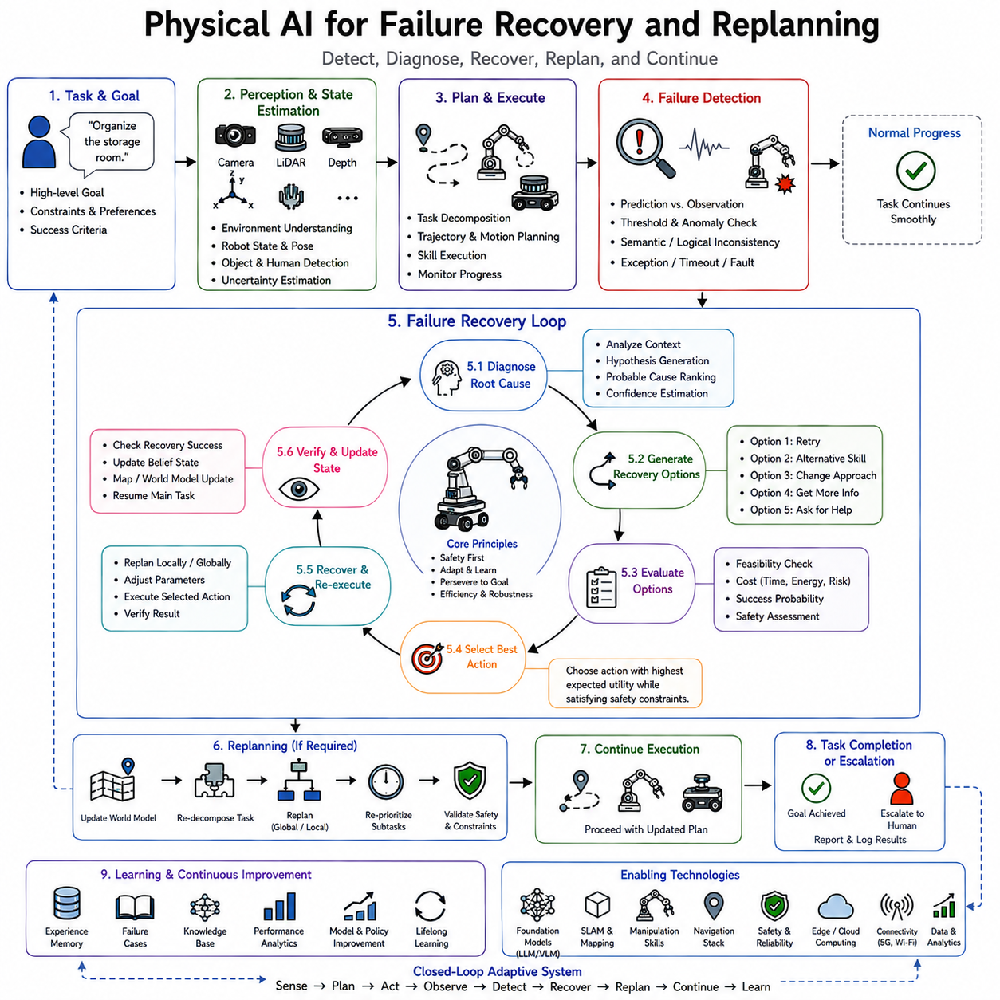 Physical AI for Failure Recovery and Replanning
Detect, Diagnose, Recover, Replan, and Continue
1. Task & Goal
"Organize
the storage
room."
• High-level Goal
• Constraints & Preferences
• Success Criteria
2. Perception & State
Estimation
Camera
LiDAR
Depth
z
y
x
x
• Environment Understanding
• Robot State & Pose
• Object & Human Detection
• Uncertainty Estimation
3. Plan & Execute
• Task Decomposition
• Trajectory & Motion Planning
• Skill Execution
• Monitor Progress
4. Failure Detection
• Prediction vs. Observation
• Threshold & Anomaly Check
• Semantic / Logical Inconsistency
• Exception / Timeout / Fault
Normal Progress
Task Continues
Smoothly
5. Failure Recovery Loop
5.1 Diagnose
Root Cause
• Analyze Context
• Hypothesis Generation
• Probable Cause Ranking
• Confidence Estimation
5.2 Generate
Recovery Options
• Option 1: Retry
• Option 2: Alternative Skill
• Option 3: Change Approach
• Option 4: Get More Info
• Option 5: Ask for Help
5.3 Evaluate
Options
• Feasibility Check
• Cost (Time, Energy, Risk)
• Success Probability
• Safety Assessment
5.4 Select Best
Action
Choose action with highest
expected utility while
satisfying safety constraints.
5.5 Recover &
Re-execute
• Replan Locally / Globally
• Adjust Parameters
• Execute Selected Action
• Verify Result
5.6 Verify & Update
State
• Check Recovery Success
• Update Belief State
• Map / World Model Update
• Resume Main Task
Core Principles
• Safety First
• Adapt & Learn
• Persevere to Goal
• Efficiency & Robustness
6. Replanning (If Required)
Update World Model
Re-decompose Task
Replan
(Global / Local)
Re-prioritize
Subtasks
Validate Safety
& Constraints
7. Continue Execution
Proceed with Updated Plan
8. Task Completion
or Escalation
Goal Achieved
Escalate to
Human
Report & Log Results
9. Learning & Continuous Improvement
Experience
Memory
Failure
Cases
Knowledge
Base
Performance
Analytics
Model & Policy
Improvement
Lifelong
Learning
Enabling Technologies
Foundation
Models
(LLM/VLM)
SLAM &
Mapping
Manipulation
Skills
Navigation
Stack
Safety &
Reliability
Edge / Cloud
Computing
Connectivity
(5G, Wi-Fi)
Data &
Analytics
Closed-Loop Adaptive System
Sense → Plan → Act → Observe → Detect → Recover → Replan → Continue → Learn